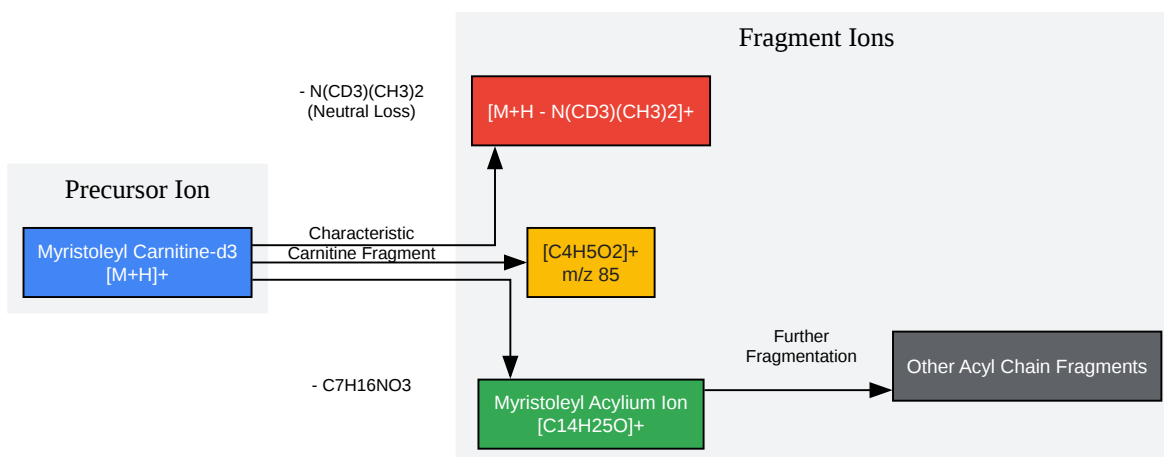 Fragment Ions
- N(CD3)(CH3)2
(Neutral Loss)
[M+H - N(CD3)(CH3)2]+
Precursor Ion
Myristoleyl Carnitine-d3
[M+H]+
Characteristic
Carnitine Fragment
[C4H5O2]+
m/z 85
Further
Fragmentation
Other Acyl Chain Fragments
- C7H16NO3
Myristoleyl Acylium Ion
[C14H25O]+